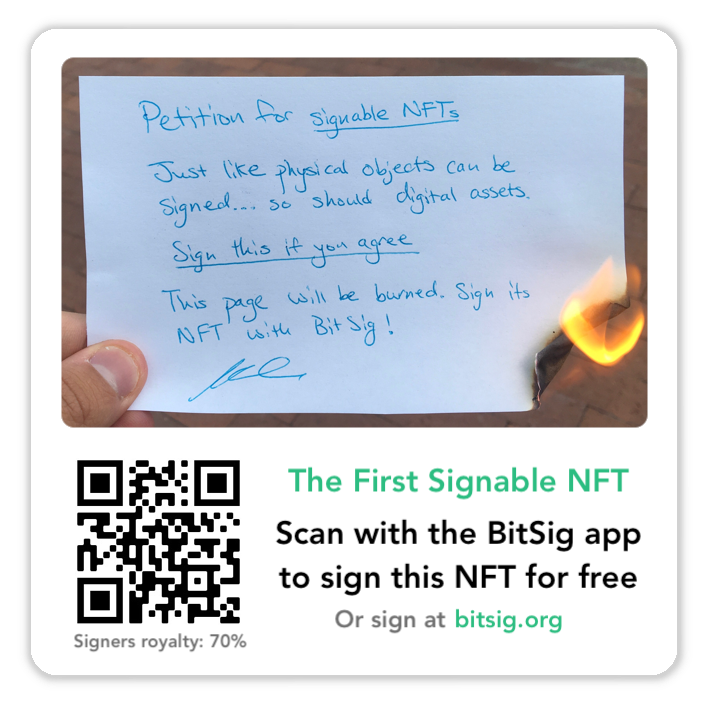 Petition for signable NFTs
Just like physical objects can be
signed... so should digital assets.
Sign this if you agree
This page will be burned. Sign its
NFT with BitSig!
The First Signable NFT
Scan with the BitSig app
to sign this NFT for free
Or sign at bitsig.org
Signers royalty: 70%